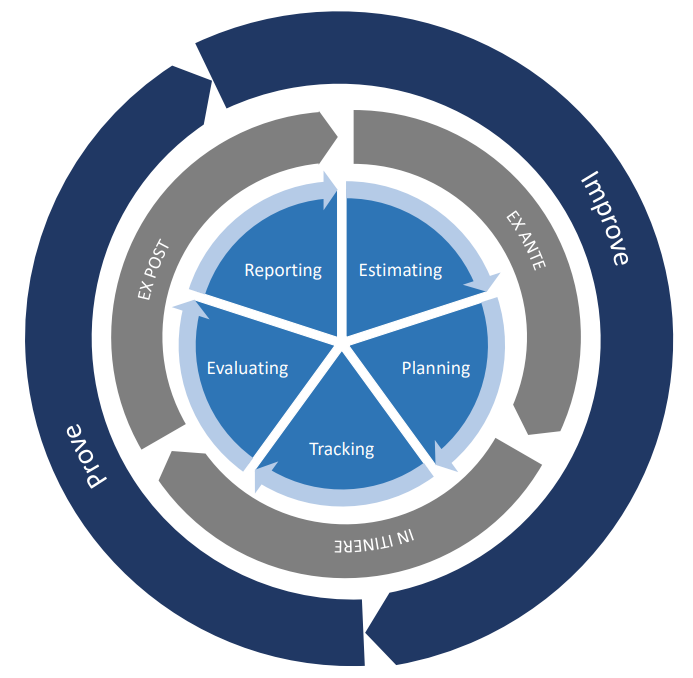 Improve
EX ANTE
EX POST
Reporting
Estimating
Evaluating
Planning
Tracking
Prove
IN ITINERE